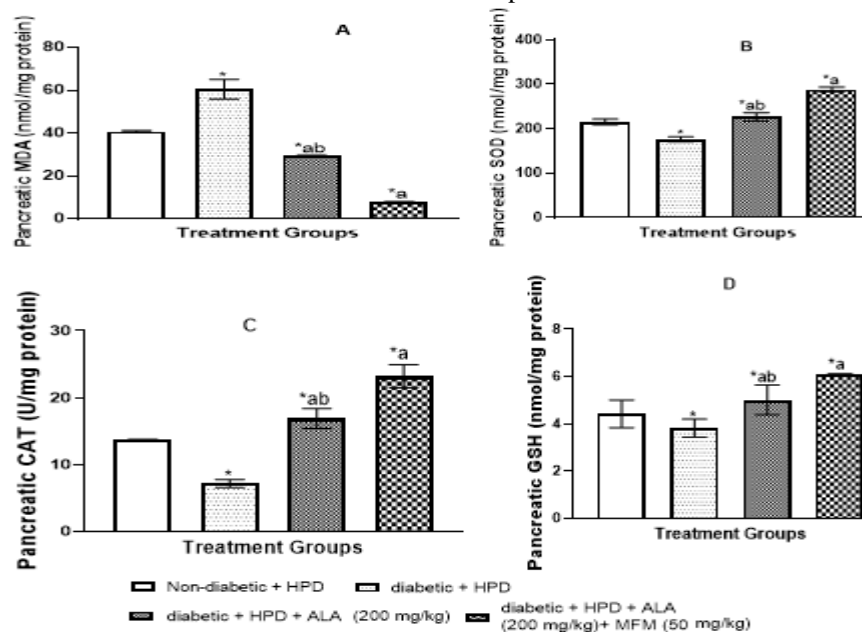 A
Pancreatic MDA (nmol/mg protein)
80
60
40
20
0
*
*ab
*a
Treatment Groups
B
Pancreatic SOD (nmol/mg protein)
400
300
200
100
0
*
*ab
*a
Treatment Groups
C
Pancreatic CAT (U/mg protein)
30
20
10
0
*
*ab
*a
Treatment Groups
D
Pancreatic GSH (nmol/mg protein)
8
6
4
2
0
*
*ab
*a
Treatment Groups
Non-diabetic + HPD
diabetic + HPD
diabetic + HPD + ALA (200 mg/kg)
diabetic + HPD + ALA
(200 mg/kg)+ MFM (50 mg/kg)